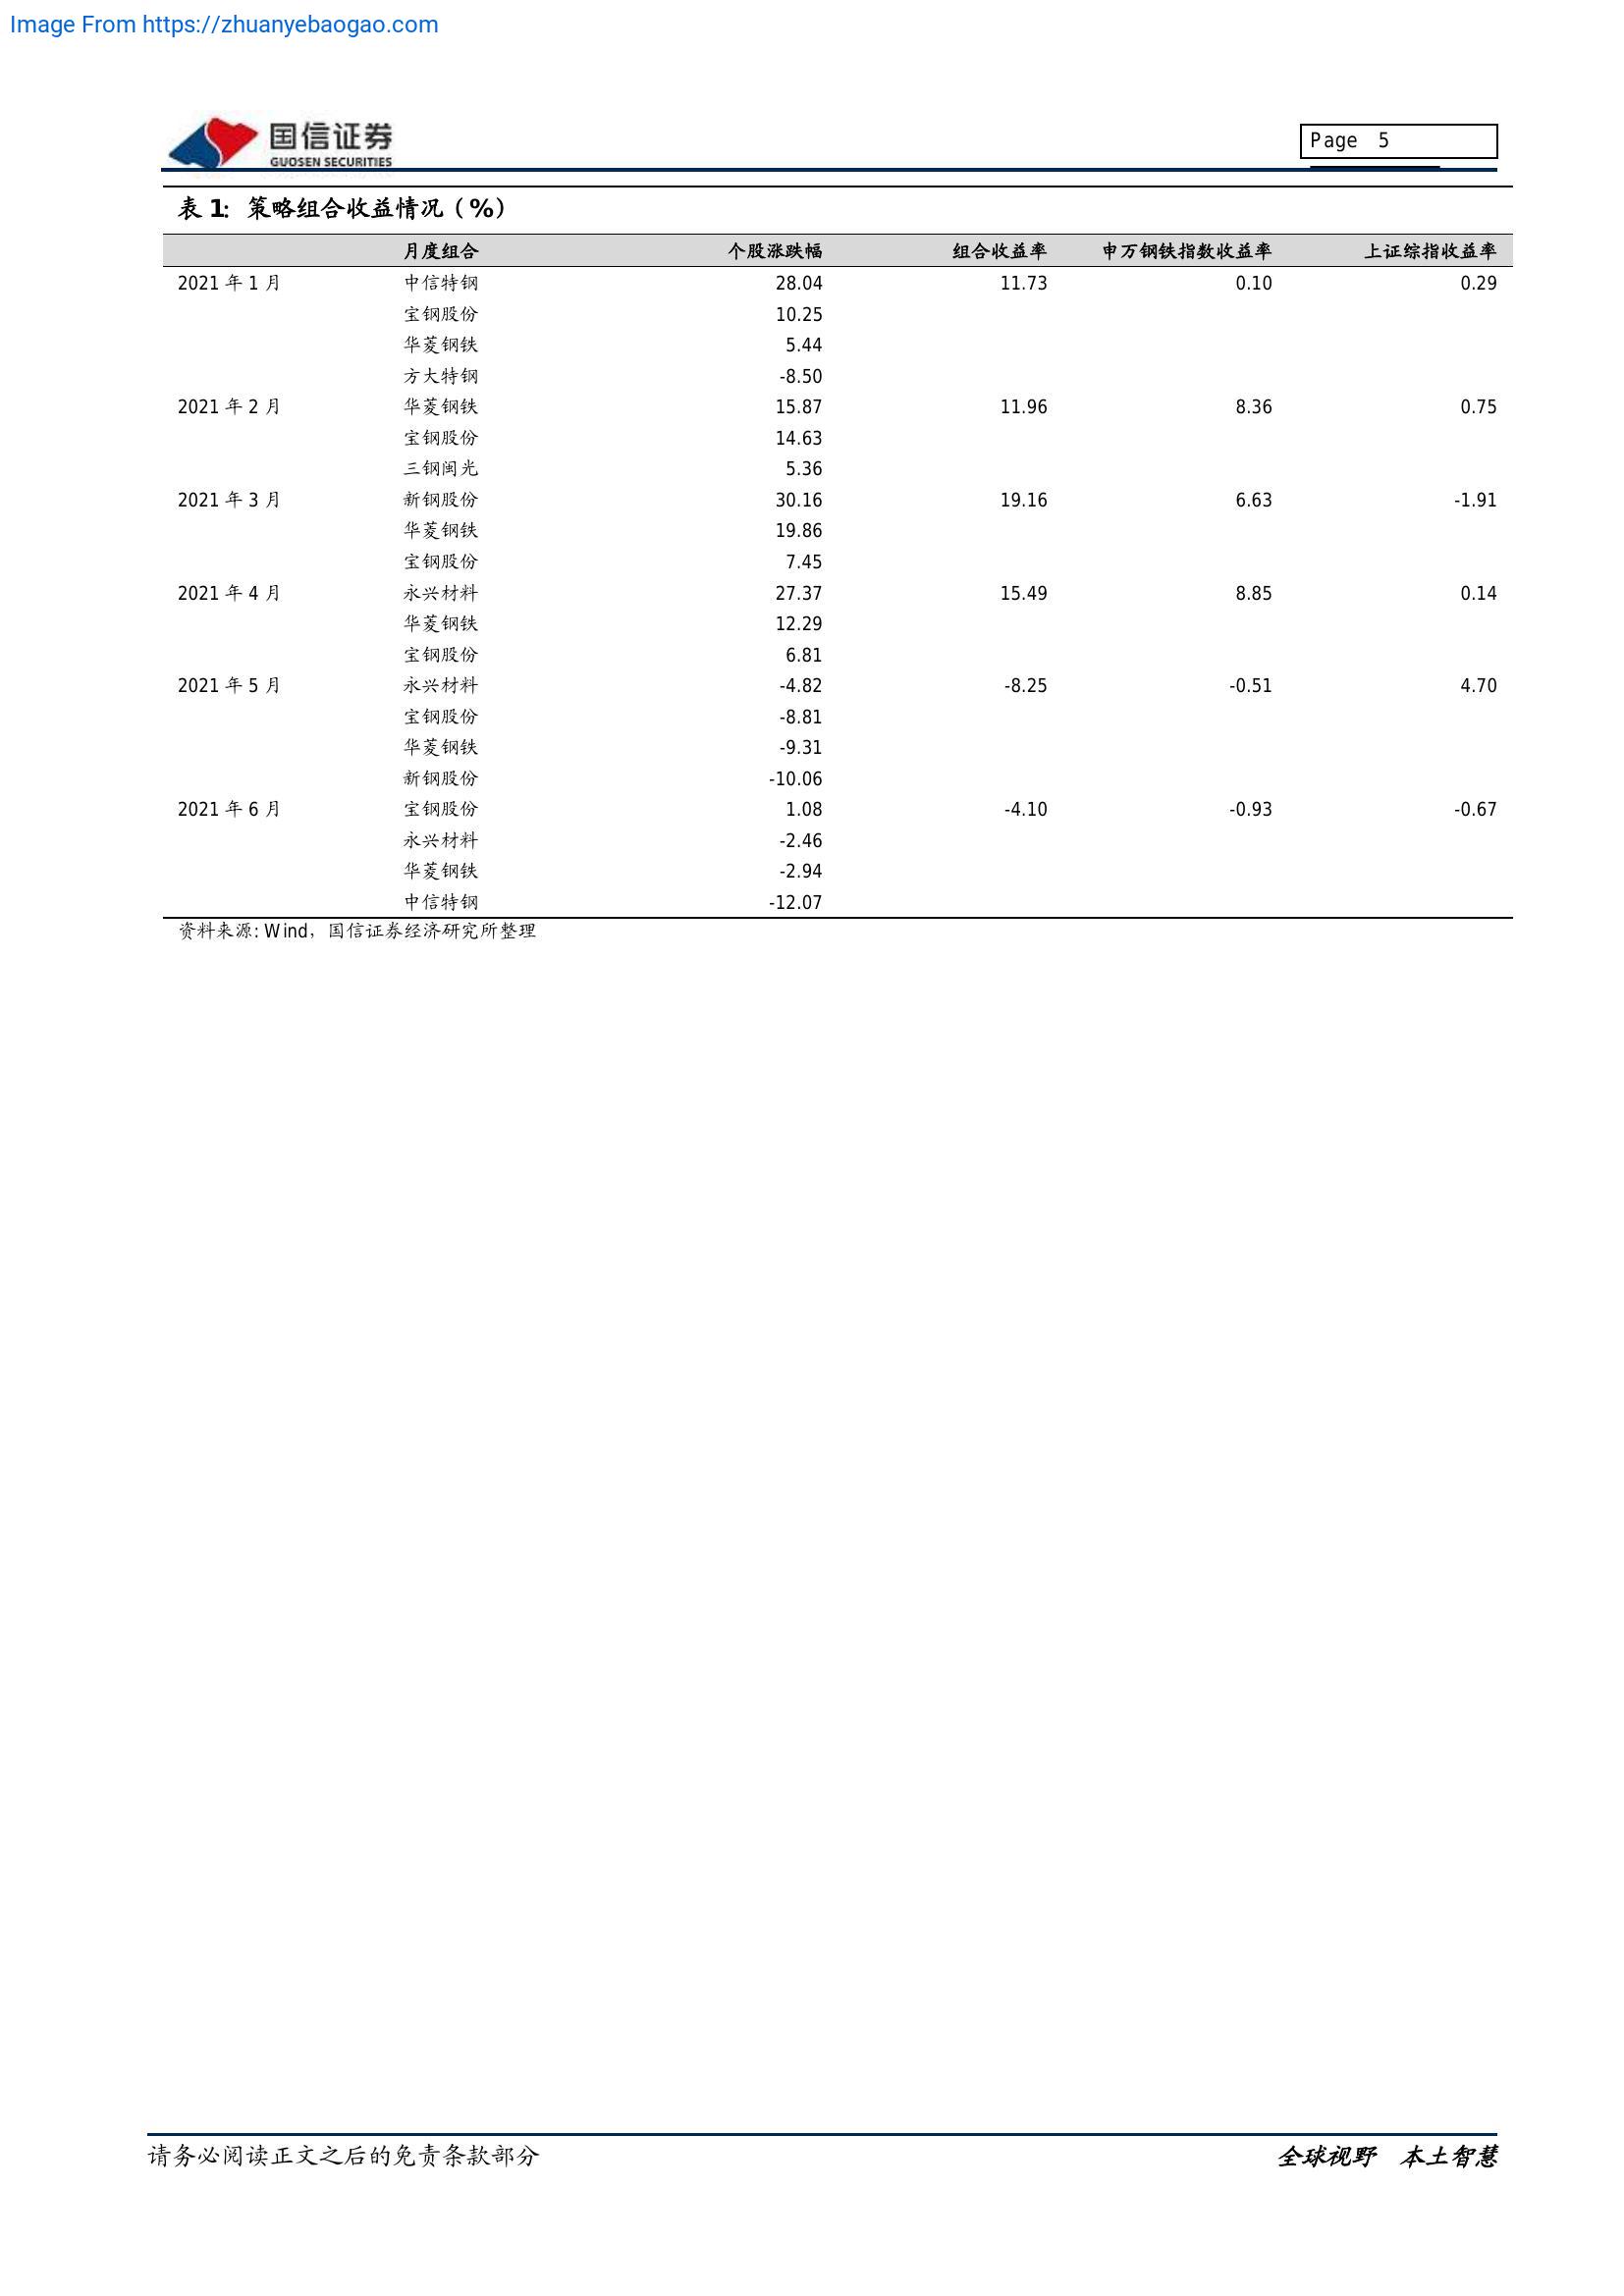 Image From https://zhuanyebaogao.com
国信证券
GUOSEN SECURITIES
Page 5
表 1: 策略组合收益情况（%）
月度组合 个股涨跌幅 组合收益率 申万钢铁指数收益率 上证综指收益率
2021 年 1 月 中信特钢 28.04 11.73 0.10 0.29
宝钢股份 10.25
华菱钢铁 5.44
方大特钢 -8.50
2021 年 2 月 华菱钢铁 15.87 11.96 8.36 0.75
宝钢股份 14.63
三钢闽光 5.36
2021 年 3 月 新钢股份 30.16 19.16 6.63 -1.91
华菱钢铁 19.86
宝钢股份 7.45
2021 年 4 月 永兴材料 27.37 15.49 8.85 0.14
华菱钢铁 12.29
宝钢股份 6.81
2021 年 5 月 永兴材料 -4.82 -8.25 -0.51 4.70
宝钢股份 -8.81
华菱钢铁 -9.31
新钢股份 -10.06
2021 年 6 月 宝钢股份 1.08 -4.10 -0.93 -0.67
永兴材料 -2.46
华菱钢铁 -2.94
中信特钢 -12.07
资料来源: Wind，国信证券经济研究所整理
请务必阅读正文之后的免责条款部分 全球视野 本土智慧